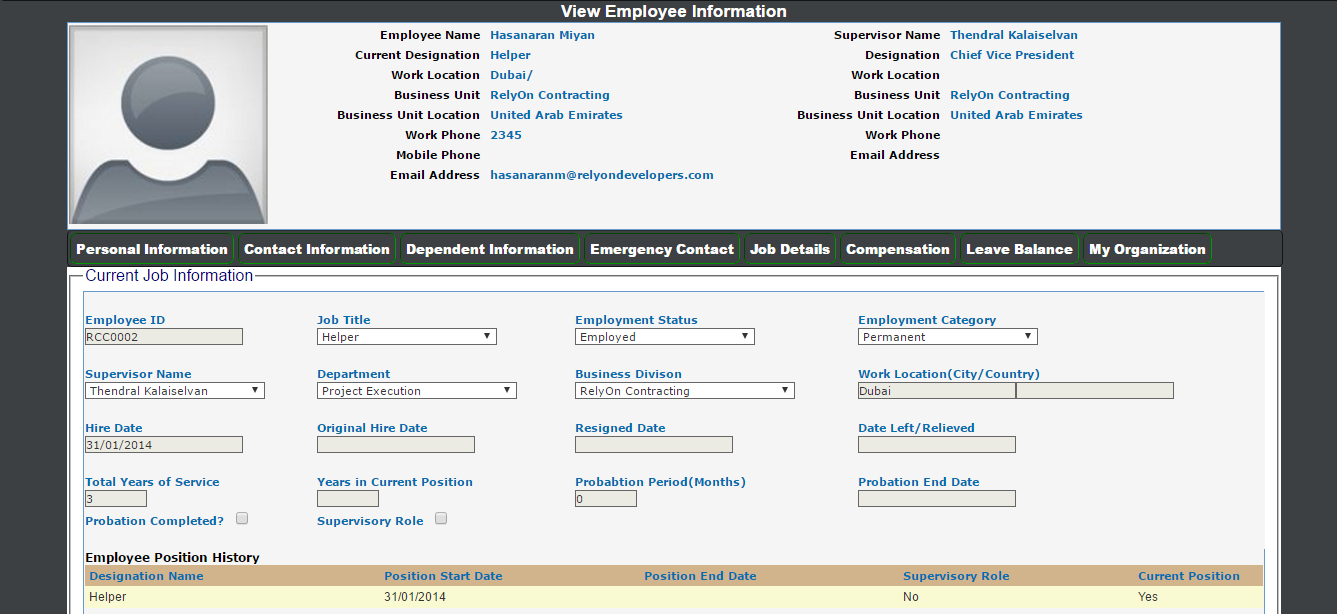 View Employee Information
Employee Name Hasanaran Miyan Supervisor Name Thendral Kalaiselvan
Current Designation Helper Designation Chief Vice President
Work Location Dubai/ Work Location
Business Unit RelyOn Contracting Business Unit RelyOn Contracting
Business Unit Location United Arab Emirates Business Unit Location United Arab Emirates
Work Phone 2345 Work Phone
Mobile Phone Email Address
Email Address hasanaranm@relyondevelopers.com
Personal Information Contact Information Dependent Information Emergency Contact Job Details Compensation Leave Balance My Organization
Current Job Information
Employee ID Job Title Employment Status Employment Category
RCC0002 Helper Employed Permanent
Supervisor Name Department Business Divison Work Location(City/Country)
Thendral Kalaiselvan Project Execution RelyOn Contracting Dubai
Hire Date Original Hire Date Resigned Date Date Left/Relieved
31/01/2014
Total Years of Service Years in Current Position Probabtion Period(Months) Probation End Date
3 0
Probation Completed? Supervisory Role
Employee Position History
Designation Name Position Start Date Position End Date Supervisory Role Current Position
Helper 31/01/2014 No Yes